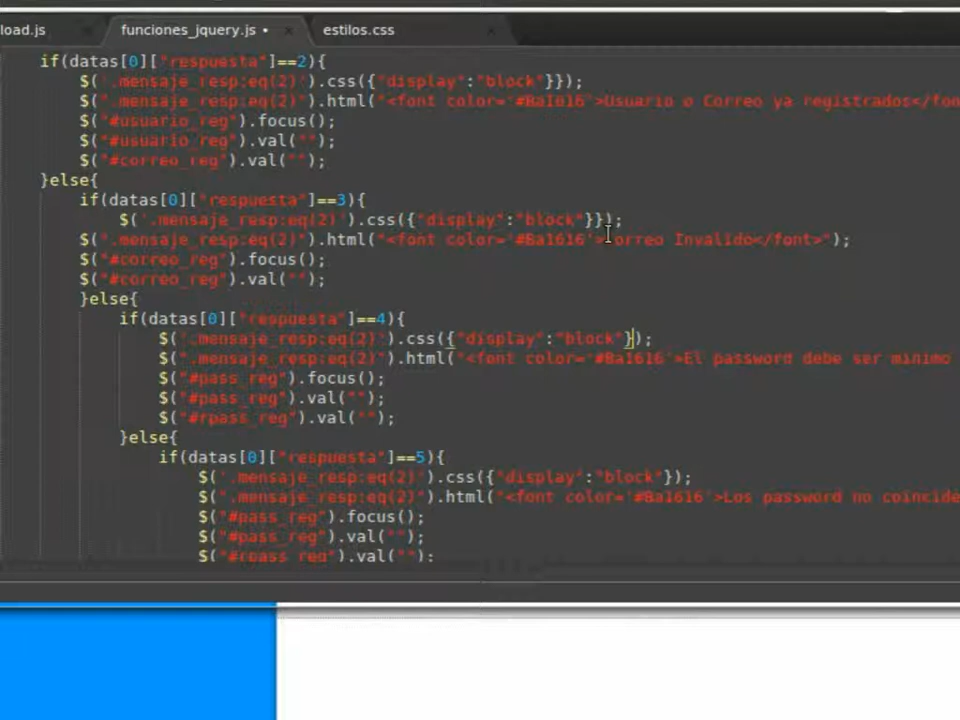 load.js funciones_jquery.js • × estilos.css ×
if(datas[0]["respuesta"]==2){
$('.mensaje_resp:eq(2)').css({"display":"block"}});
$(".mensaje_resp:eq(2)").html("<font color='#Ba1616'>Usuario o Correo ya registrados</fon
$("#usuario_reg").focus();
$("#usuario_reg").val("");
$("#correo_reg").val("");
}else{
if(datas[0]["respuesta"]==3){
$('.mensaje_resp:eq(2)').css({"display":"block"}});
$(".mensaje_resp:eq(2)").html("<font color='#Ba1616'>Correo Invalido</font>");
$("#correo_reg").focus();
$("#correo_reg").val("");
}else{
if(datas[0]["respuesta"]==4){
$('.mensaje_resp:eq(2)').css({"display":"block"});
$(".mensaje_resp:eq(2)").html("<font color='#Ba1616'>El password debe ser minimo
$("#pass_reg").focus();
$("#pass_reg").val("");
$("#rpass_reg").val("");
}else{
if(datas[0]["respuesta"]==5){
$('.mensaje_resp:eq(2)').css({"display":"block"});
$(".mensaje_resp:eq(2)").html("<font color='#Ba1616'>Los password no coincide
$("#pass_reg").focus();
$("#pass_reg").val("");
$("#rpass_reg").val("");